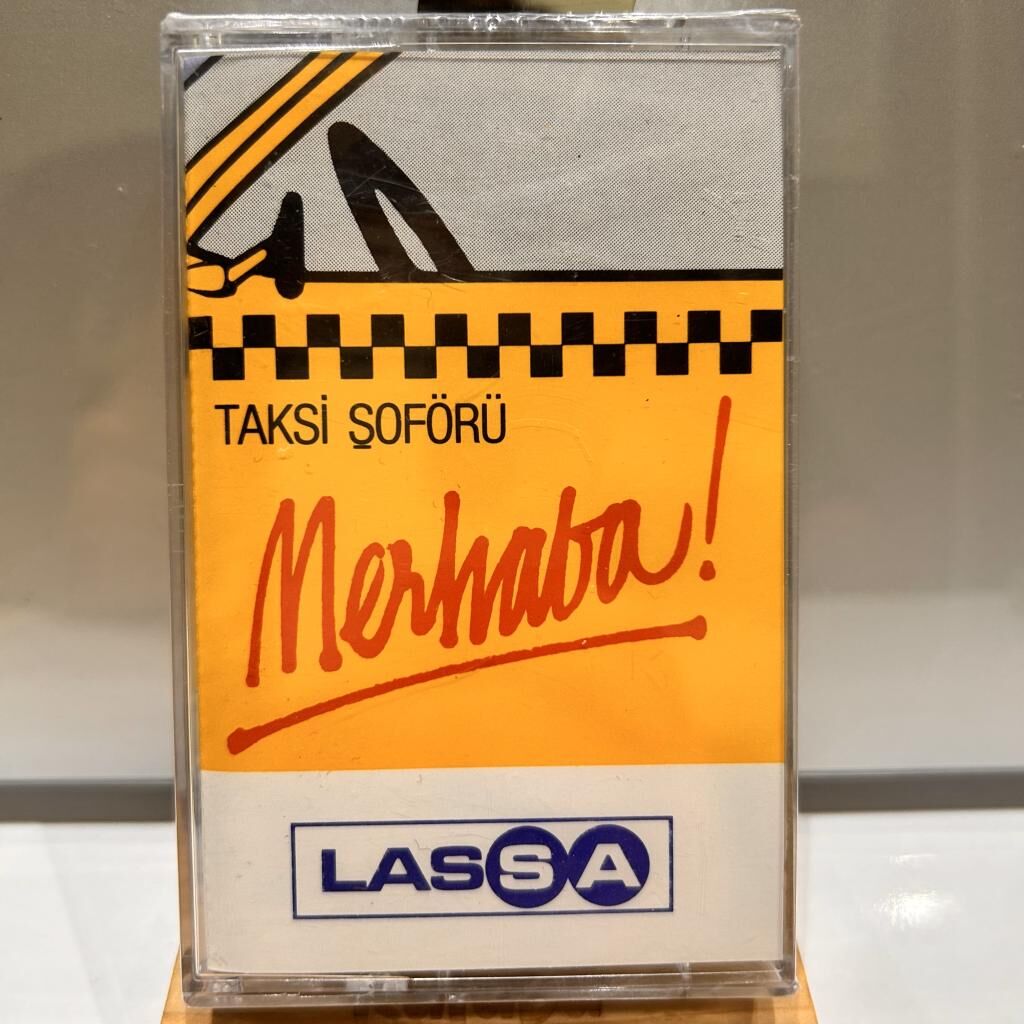 TAKSİ ŞOFÖRÜ
Merhaba!
LASSA